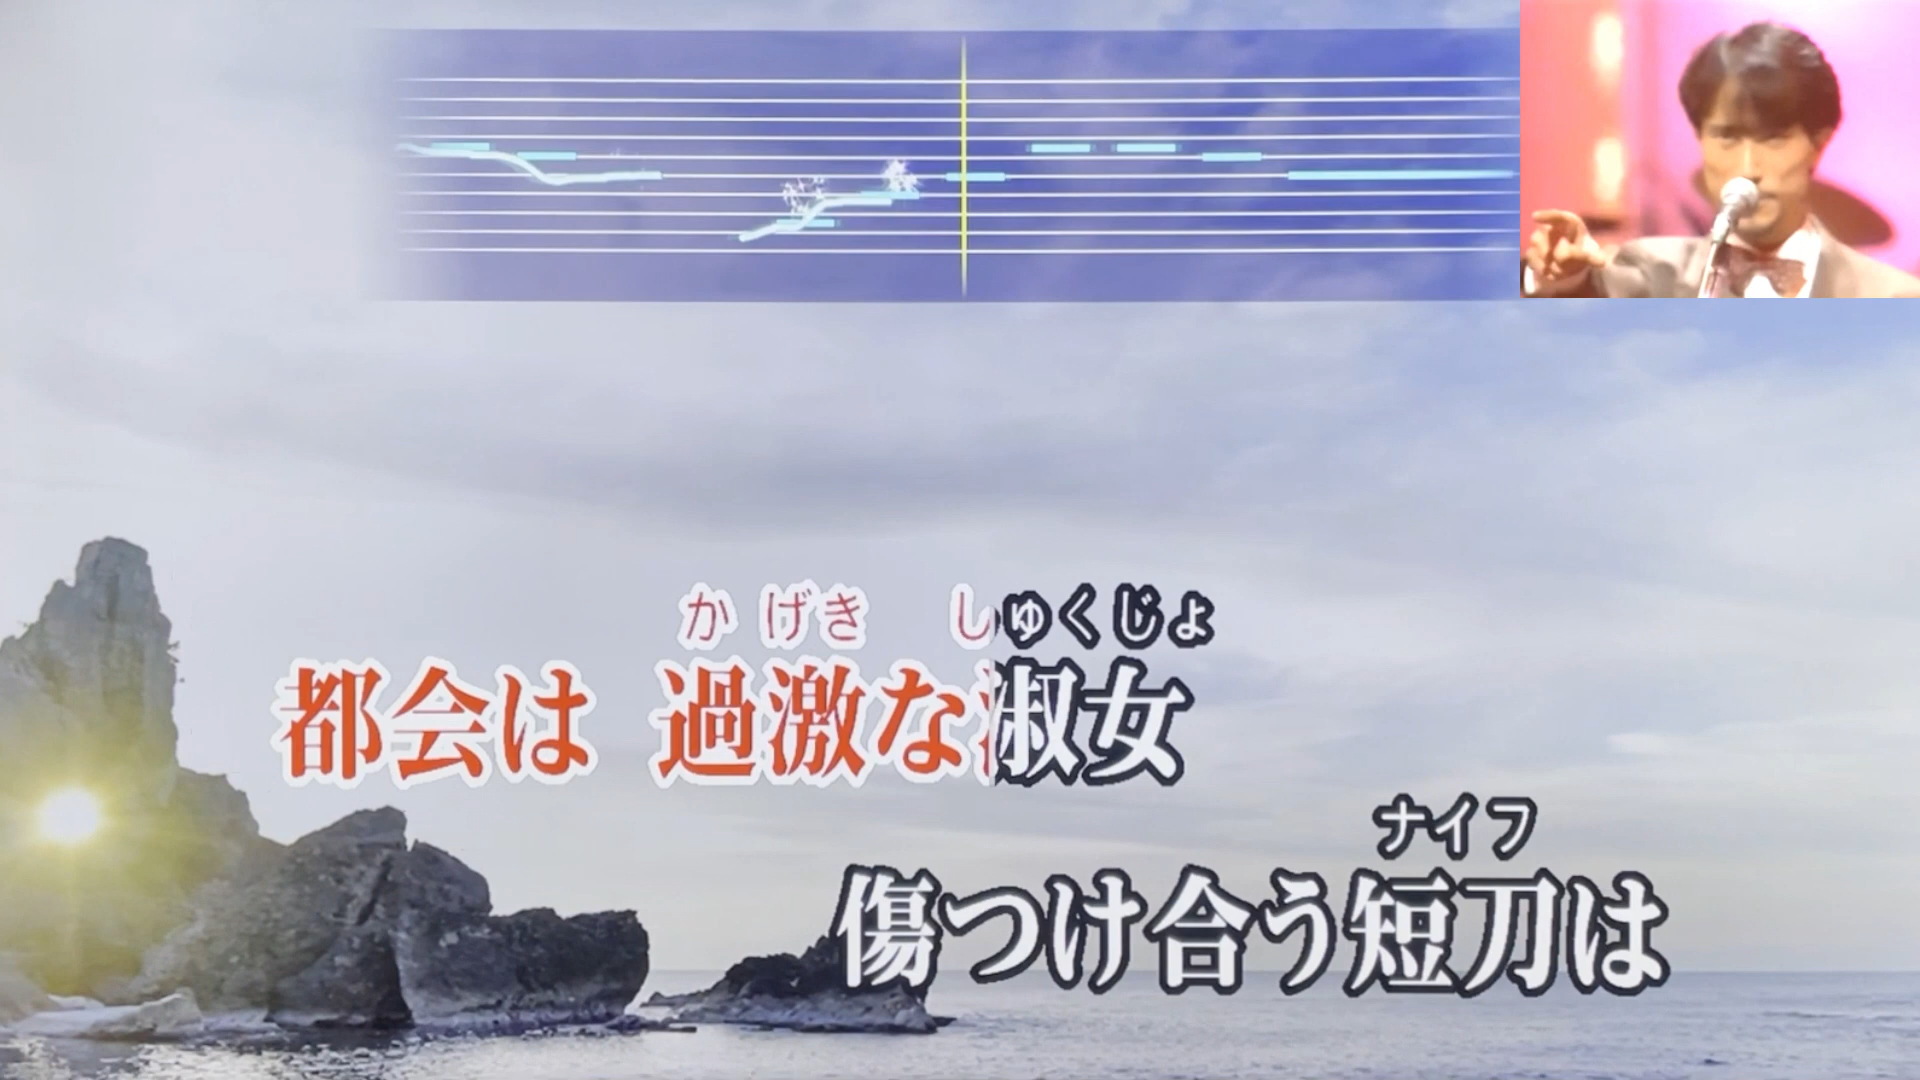 かげき しゅくじょ
都会は 過激な淑女
ナイフ
傷つけ合う短刀は